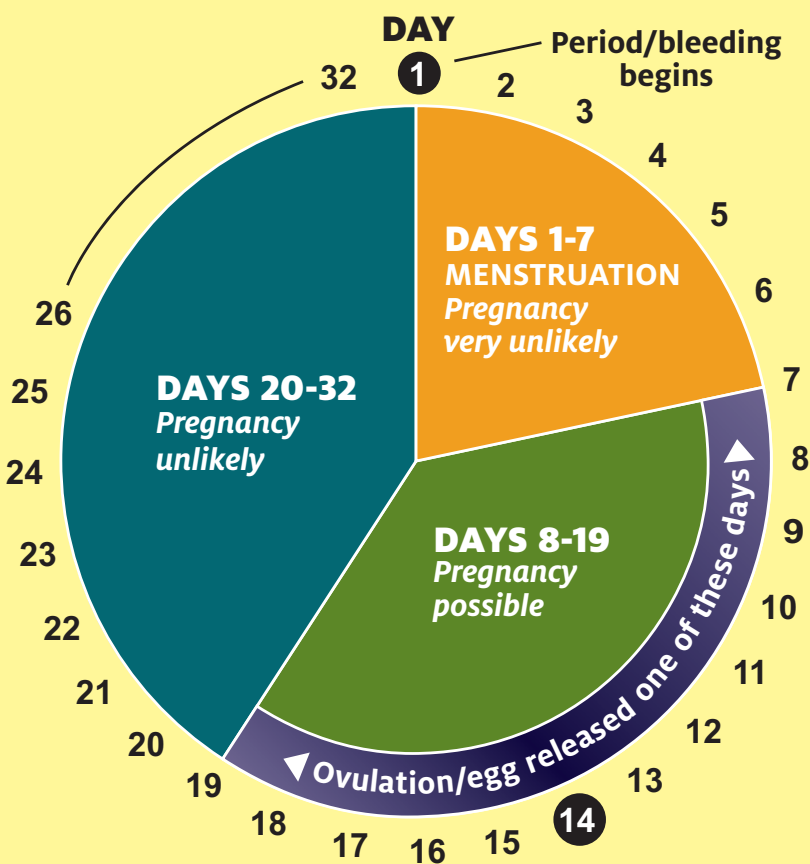 DAY
1
Period/bleeding
begins
2
3
4
5
6
7
8
9
10
11
12
13
14
15
16
17
18
19
20
21
22
23
24
25
26
32
DAYS 1-7
MENSTRUATION
Pregnancy
very unlikely
DAYS 8-19
Pregnancy
possible
Ovulation/egg released one of these days
DAYS 20-32
Pregnancy
unlikely